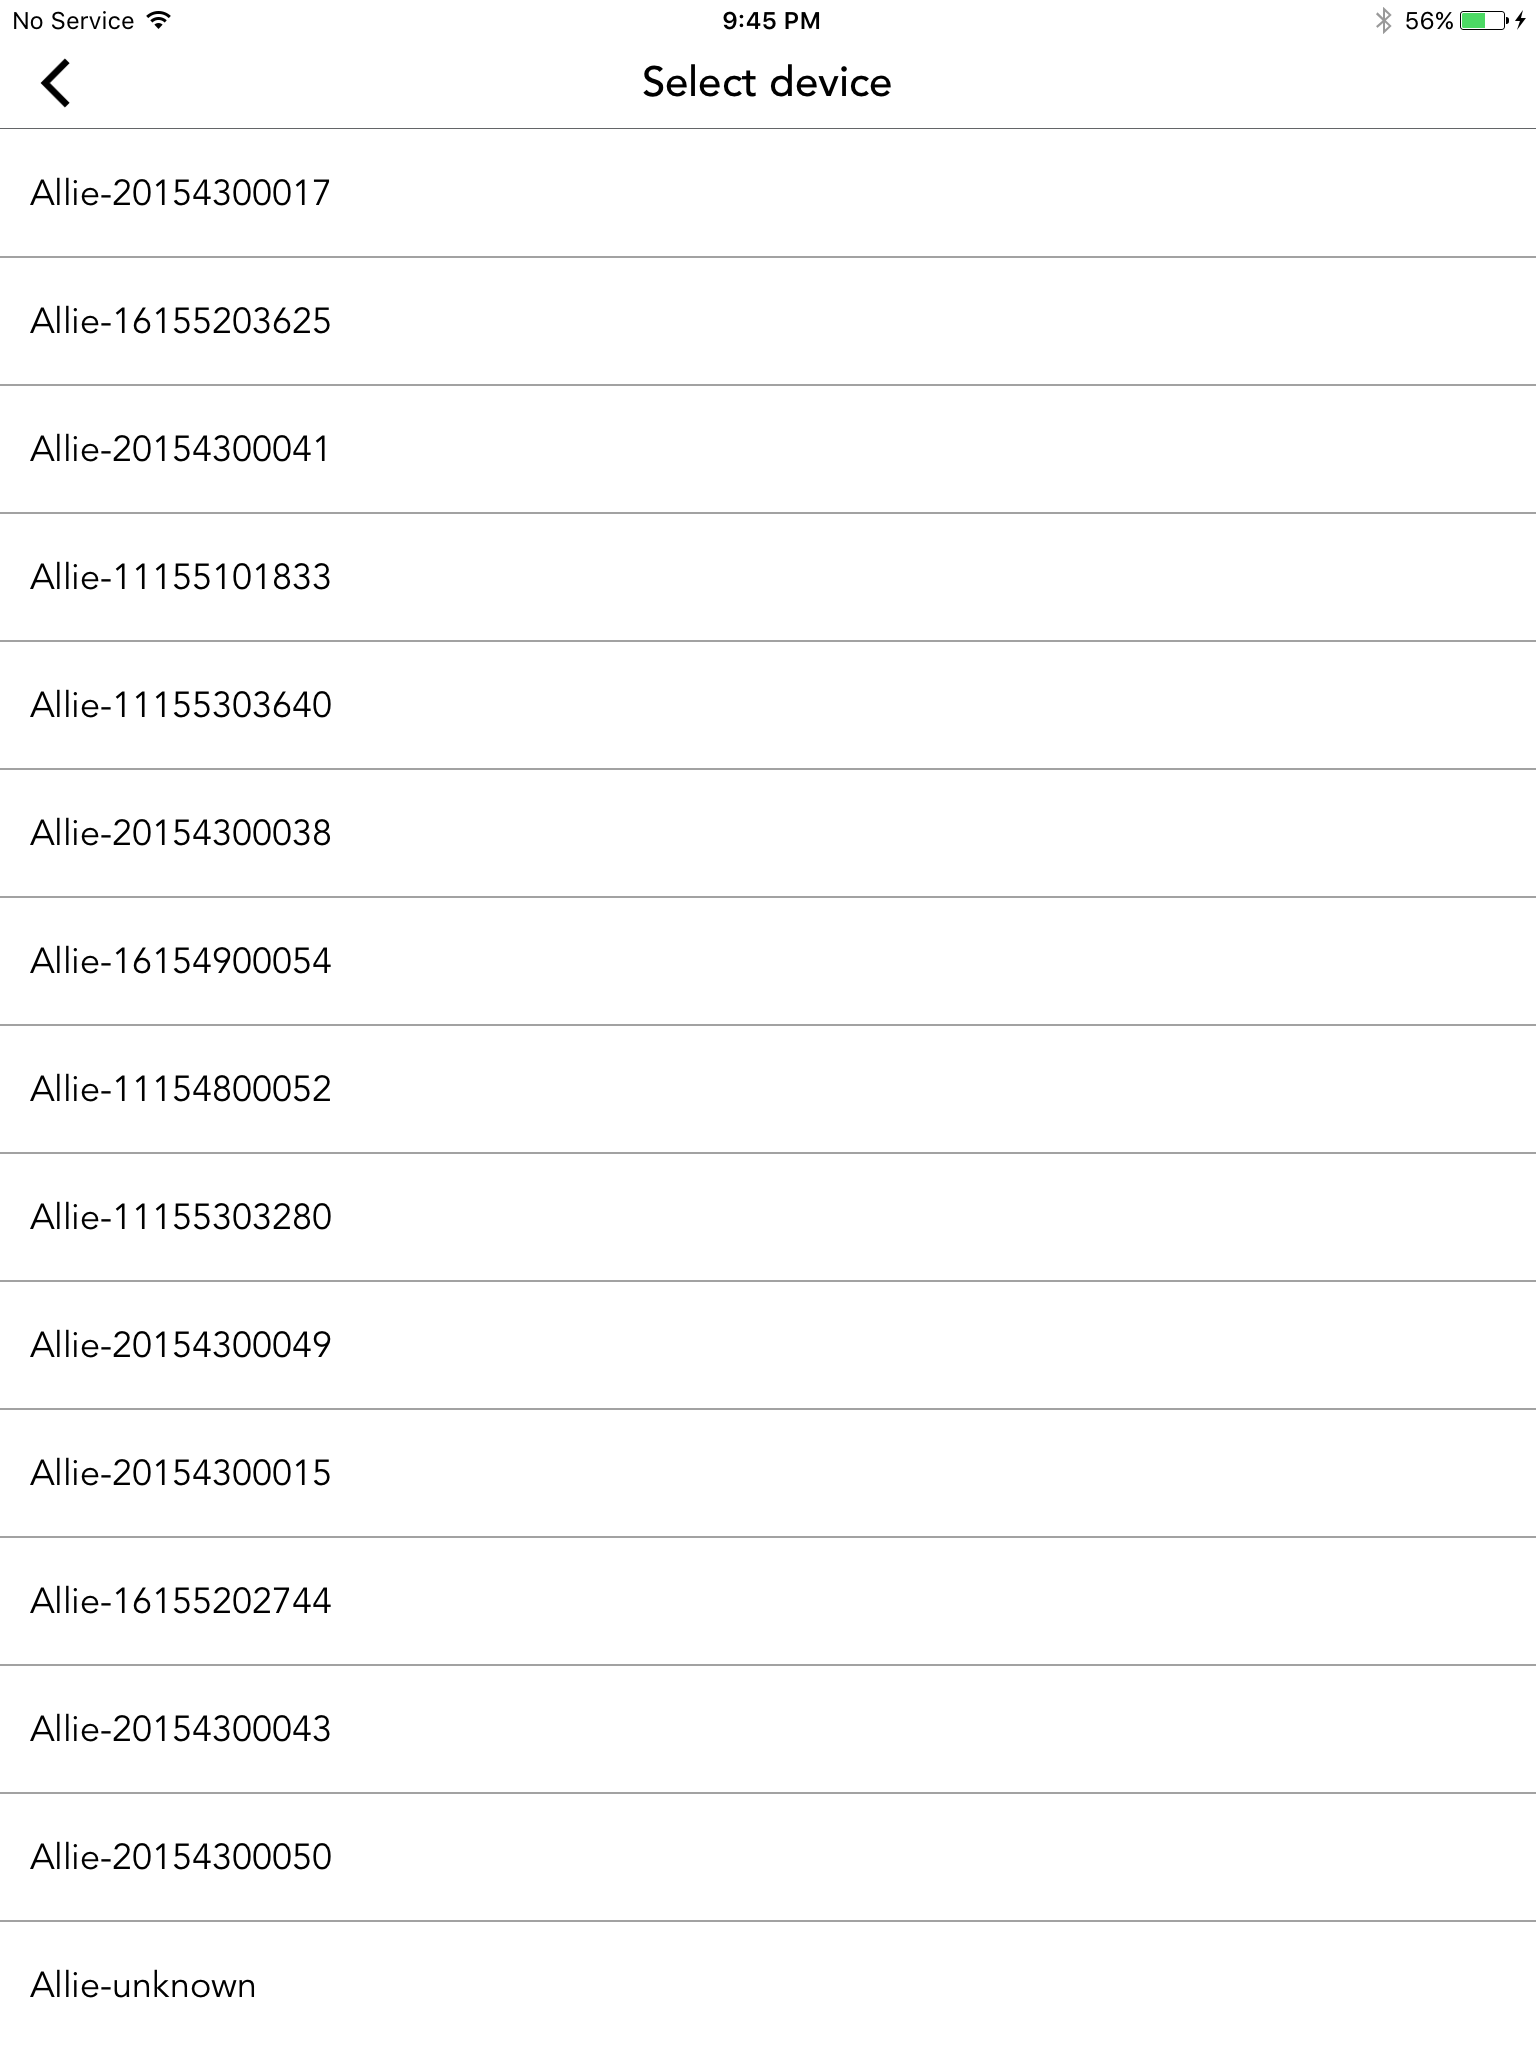 No Service 9:45 PM 56%
Select device
Allie-20154300017
Allie-16155203625
Allie-20154300041
Allie-11155101833
Allie-11155303640
Allie-20154300038
Allie-16154900054
Allie-11154800052
Allie-11155303280
Allie-20154300049
Allie-20154300015
Allie-16155202744
Allie-20154300043
Allie-20154300050
Allie-unknown